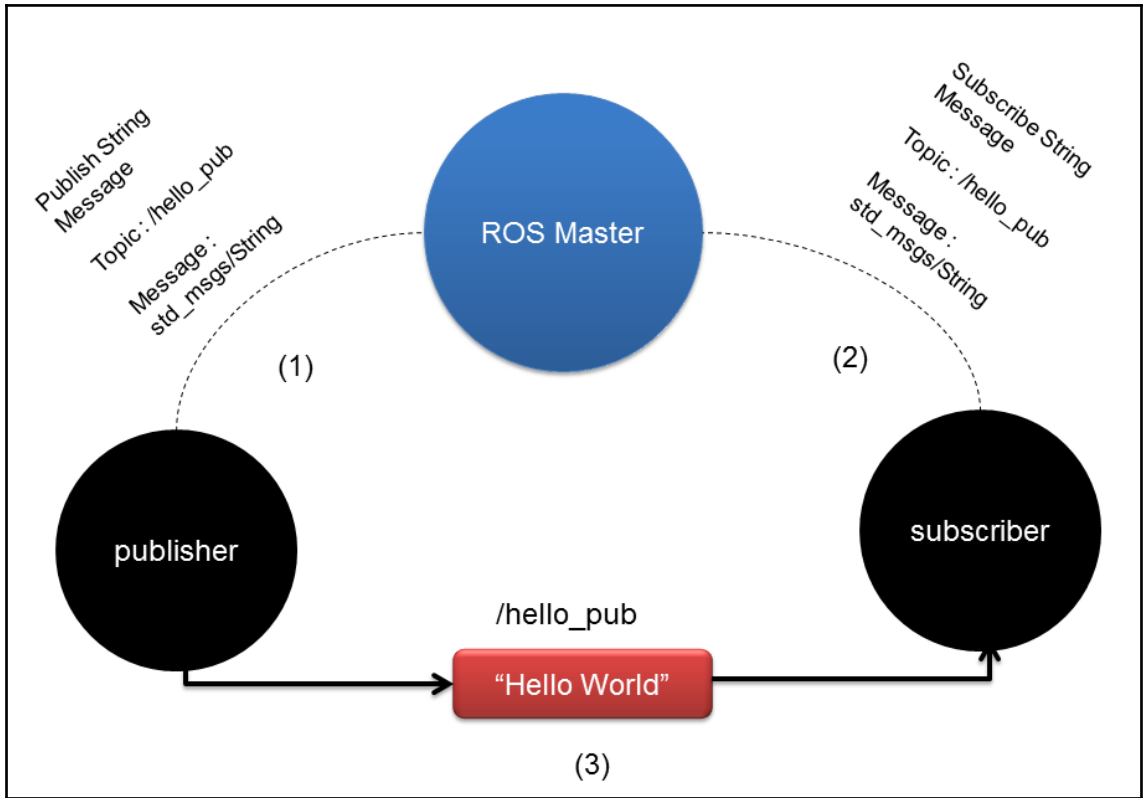 Publish String
Message
Topic : /hello_pub
Message :
std_msgs/String
ROS Master
Subscribe String
Message
Topic : /hello_pub
Message :
std_msgs/String
(1)
(2)
publisher
subscriber
/hello_pub
“Hello World”
(3)